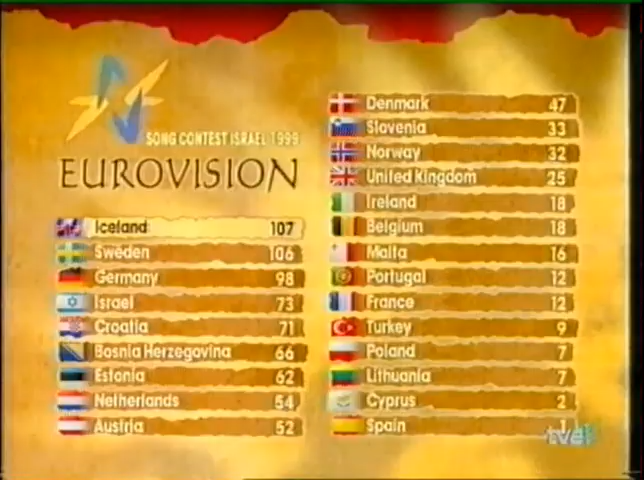 SONG CONTEST ISRAEL 1999
EUROVISION
Iceland 107
Sweden 106
Germany 98
Israel 73
Croatia 71
Bosnia Herzegovina 66
Estonia 62
Netherlands 54
Austria 52
Denmark 47
Slovenia 33
Norway 32
United Kingdom 25
Ireland 18
Belgium 18
Malta 16
Portugal 12
France 12
Turkey 9
Poland 7
Lithuania 7
Cyprus 2
Spain 1
tve